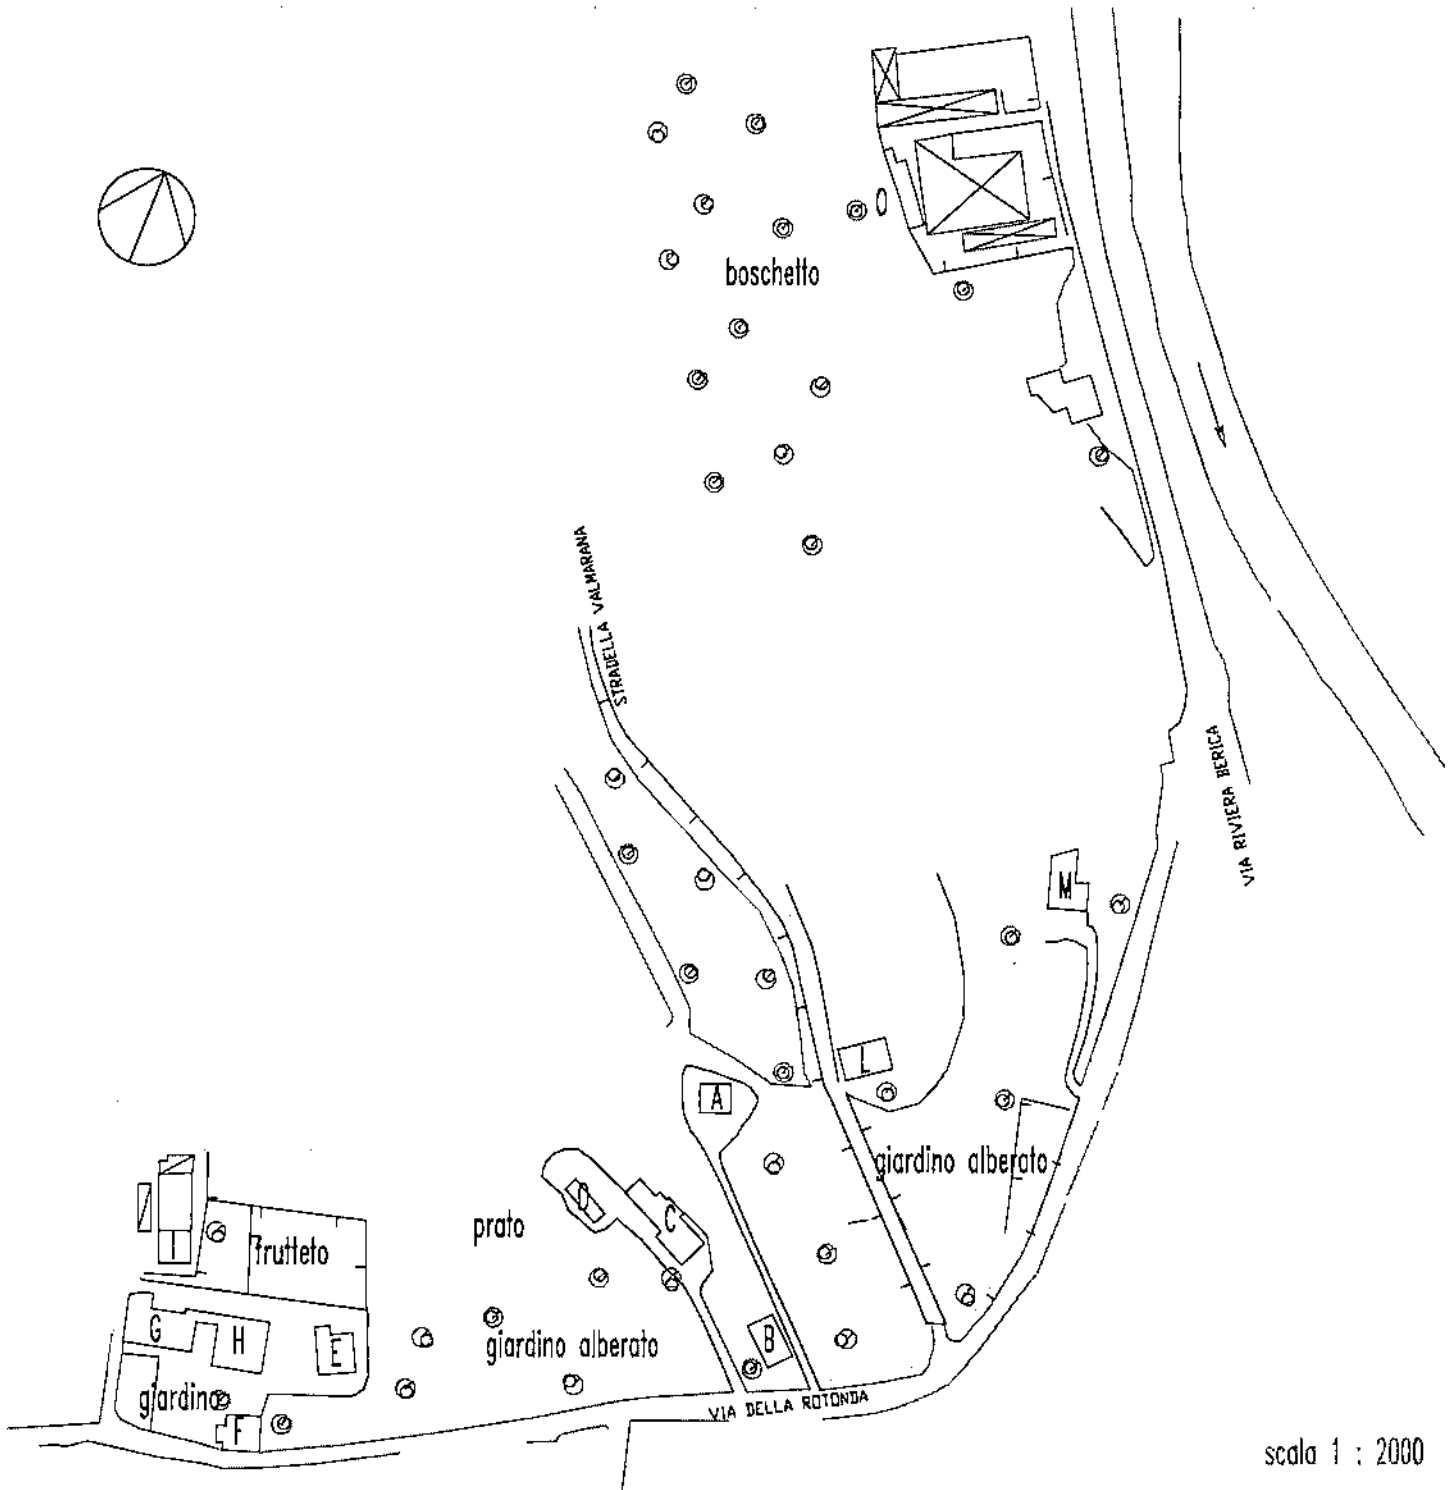 boschetto
STRADELLA VALMARANA
VIA RIVIERA BERICA
M
L
A
giardino alberato
D
C
prato
frutteto
I
G
H
E
B
giardino alberato
giardino
F
VIA DELLA ROTONDA
scala 1 : 2000